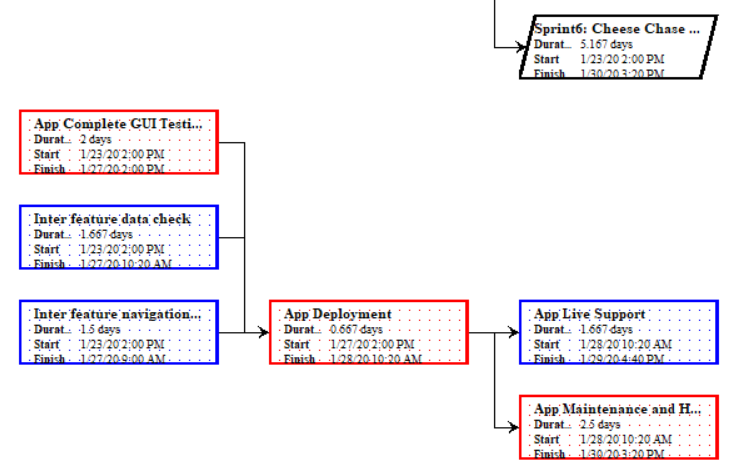 Sprint6: Cheese Chase ...
Durat... 5.167 days
Start 1/23/20 2:00 PM
Finish 1/30/20 3:20 PM
App Complete GUI Testi...
Durat... 2 days
Start 1/23/20 2:00 PM
Finish 1/27/20 2:00 PM
Inter feature data check
Durat... 1.667 days
Start 1/23/20 2:00 PM
Finish 1/27/20 10:20 AM
Inter feature navigation...
Durat... 1.5 days
Start 1/23/20 2:00 PM
Finish 1/27/20 9:00 AM
App Deployment
Durat... 0.667 days
Start 1/27/20 2:00 PM
Finish 1/28/20 10:20 AM
App Live Support
Durat... 1.667 days
Start 1/28/20 10:20 AM
Finish 1/29/20 4:40 PM
App Maintenance and H...
Durat... 2.5 days
Start 1/28/20 10:20 AM
Finish 1/30/20 3:20 PM